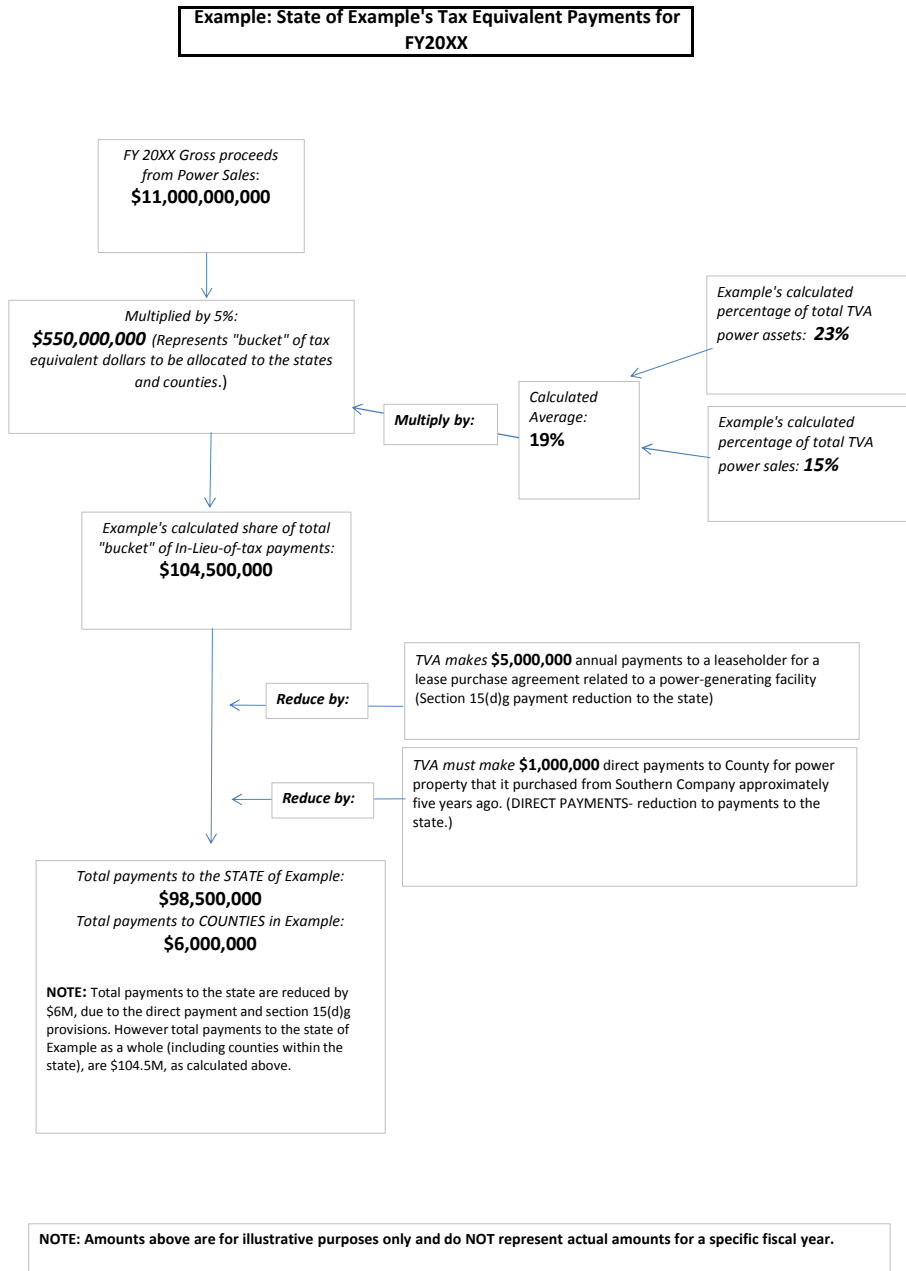 Example: State of Example's Tax Equivalent Payments for
FY20XX
FY 20XX Gross proceeds
from Power Sales:
$11,000,000,000
Multiplied by 5%:
$550,000,000 (Represents "bucket" of tax
equivalent dollars to be allocated to the states
and counties.)
Example's calculated
percentage of total TVA
power assets: 23%
Calculated
Average:
19%
Multiply by:
Example's calculated
percentage of total TVA
power sales: 15%
Example's calculated share of total
"bucket" of In-Lieu-of-tax payments:
$104,500,000
TVA makes $5,000,000 annual payments to a leaseholder for a
lease purchase agreement related to a power-generating facility
(Section 15(d)g payment reduction to the state)
Reduce by:
TVA must make $1,000,000 direct payments to County for power
property that it purchased from Southern Company approximately
five years ago. (DIRECT PAYMENTS- reduction to payments to the
state.)
Reduce by:
Total payments to the STATE of Example:
$98,500,000
Total payments to COUNTIES in Example:
$6,000,000
NOTE: Total payments to the state are reduced by
$6M, due to the direct payment and section 15(d)g
provisions. However total payments to the state of
Example as a whole (including counties within the
state), are $104.5M, as calculated above.
NOTE: Amounts above are for illustrative purposes only and do NOT represent actual amounts for a specific fiscal year.